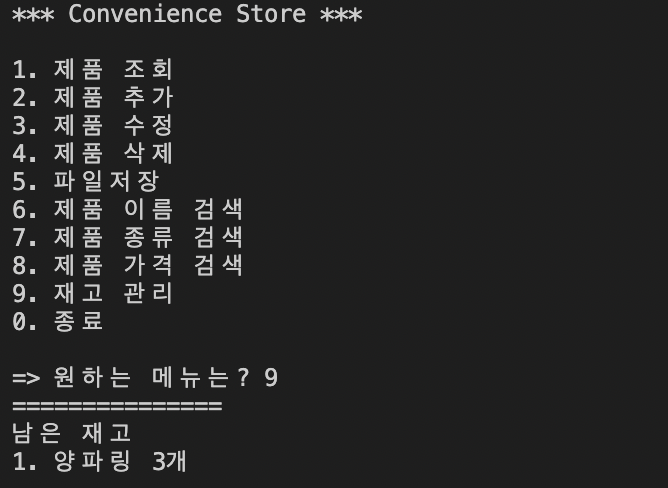 *** Convenience Store ***
1. 제품 조회
2. 제품 추가
3. 제품 수정
4. 제품 삭제
5. 파일저장
6. 제품 이름 검색
7. 제품 종류 검색
8. 제품 가격 검색
9. 재고 관리
0. 종료
=> 원하는 메뉴는? 9
===============
남은 재고
1. 양파링 3개